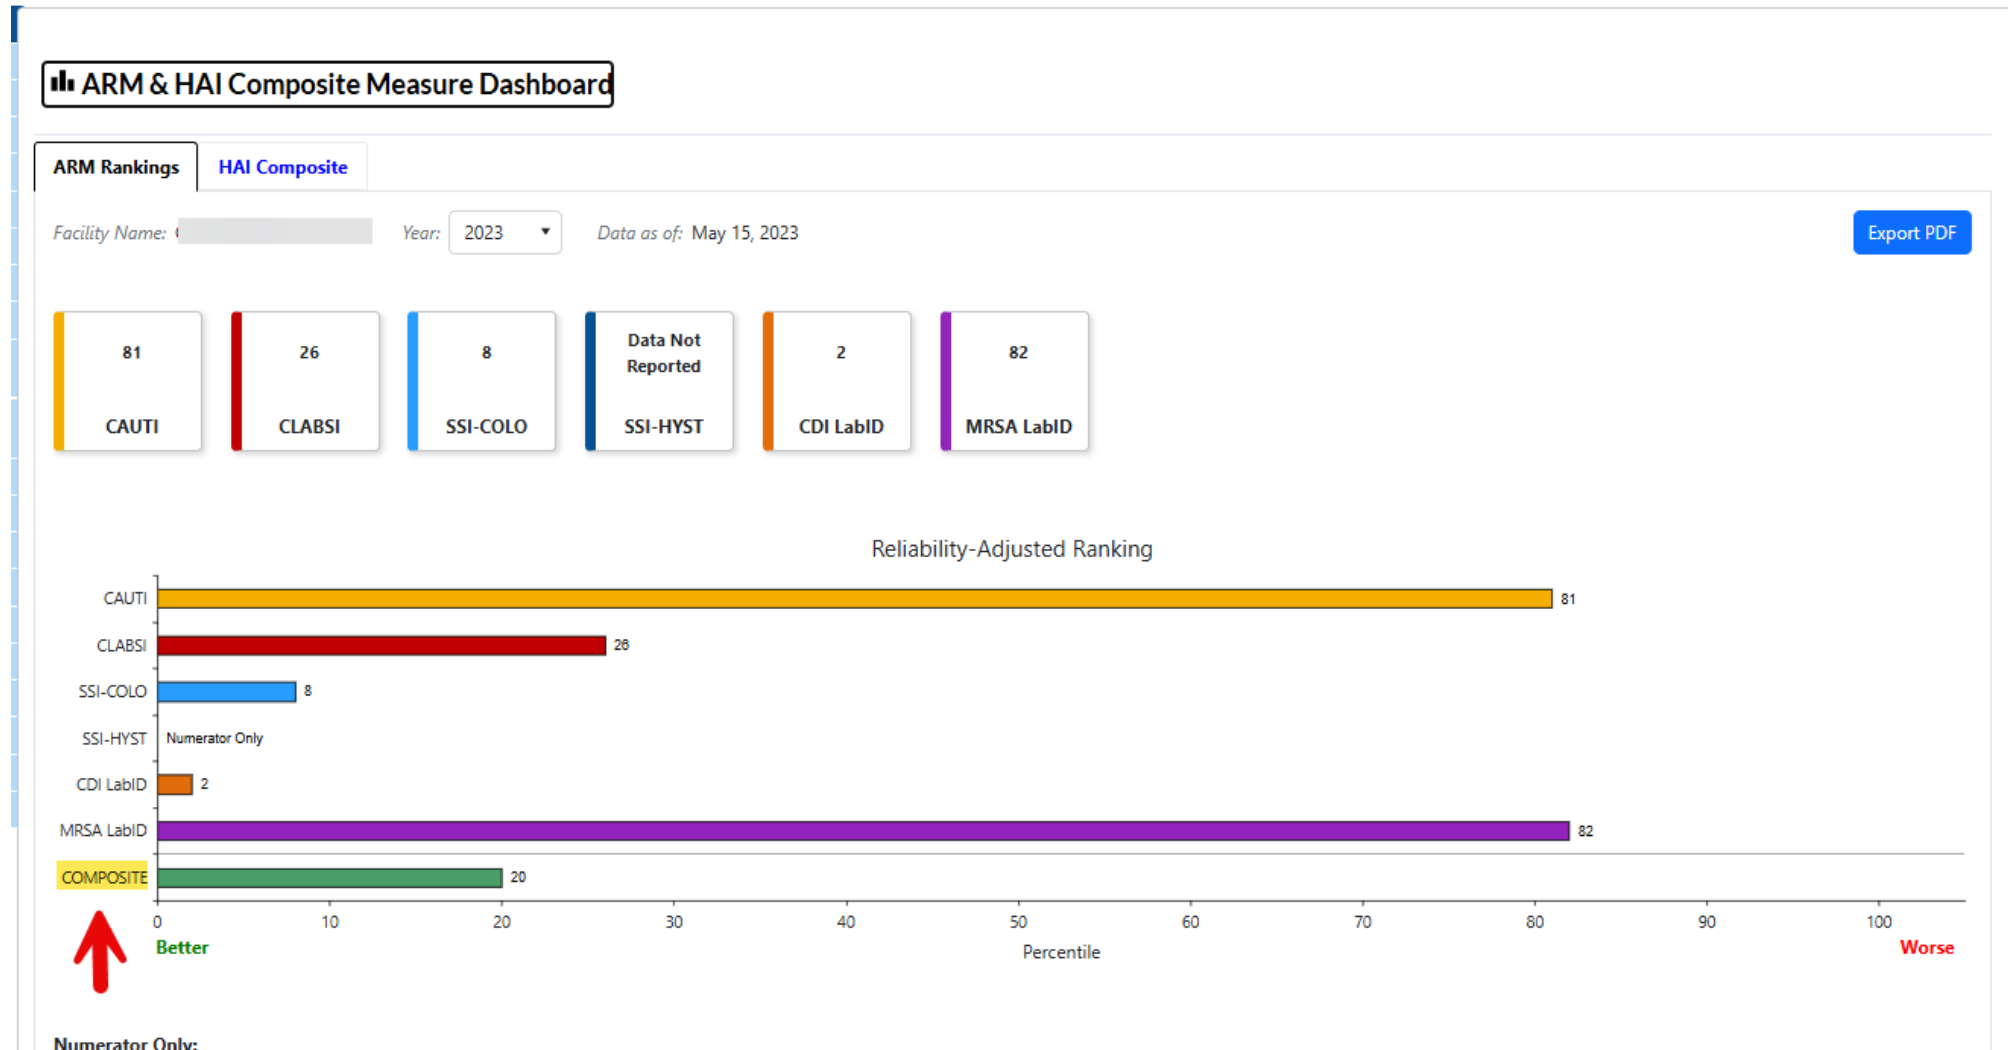 ARM & HAI Composite Measure Dashboard
ARM Rankings HAI Composite
Facility Name: Year: 2023 Data as of: May 15, 2023 Export PDF
81 26 8 Data Not Reported 2 82
CAUTI CLABSI SSI-COLO SSI-HYST CDI LabID MRSA LabID
Reliability-Adjusted Ranking
CAUTI 81
CLABSI 26
SSI-COLO 8
SSI-HYST Numerator Only
CDI LabID 2
MRSA LabID 82
COMPOSITE 20
0 10 20 30 40 50 60 70 80 90 100
Better Percentile Worse
Numerator Only: